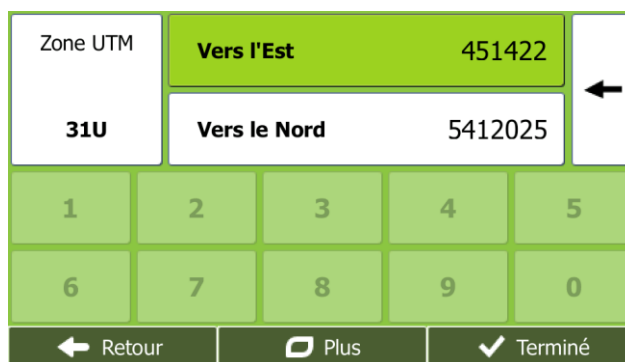 Zone UTM
31U
Vers l'Est 451422
Vers le Nord 5412025
1 2 3 4 5
6 7 8 9 0
Retour Plus Terminé